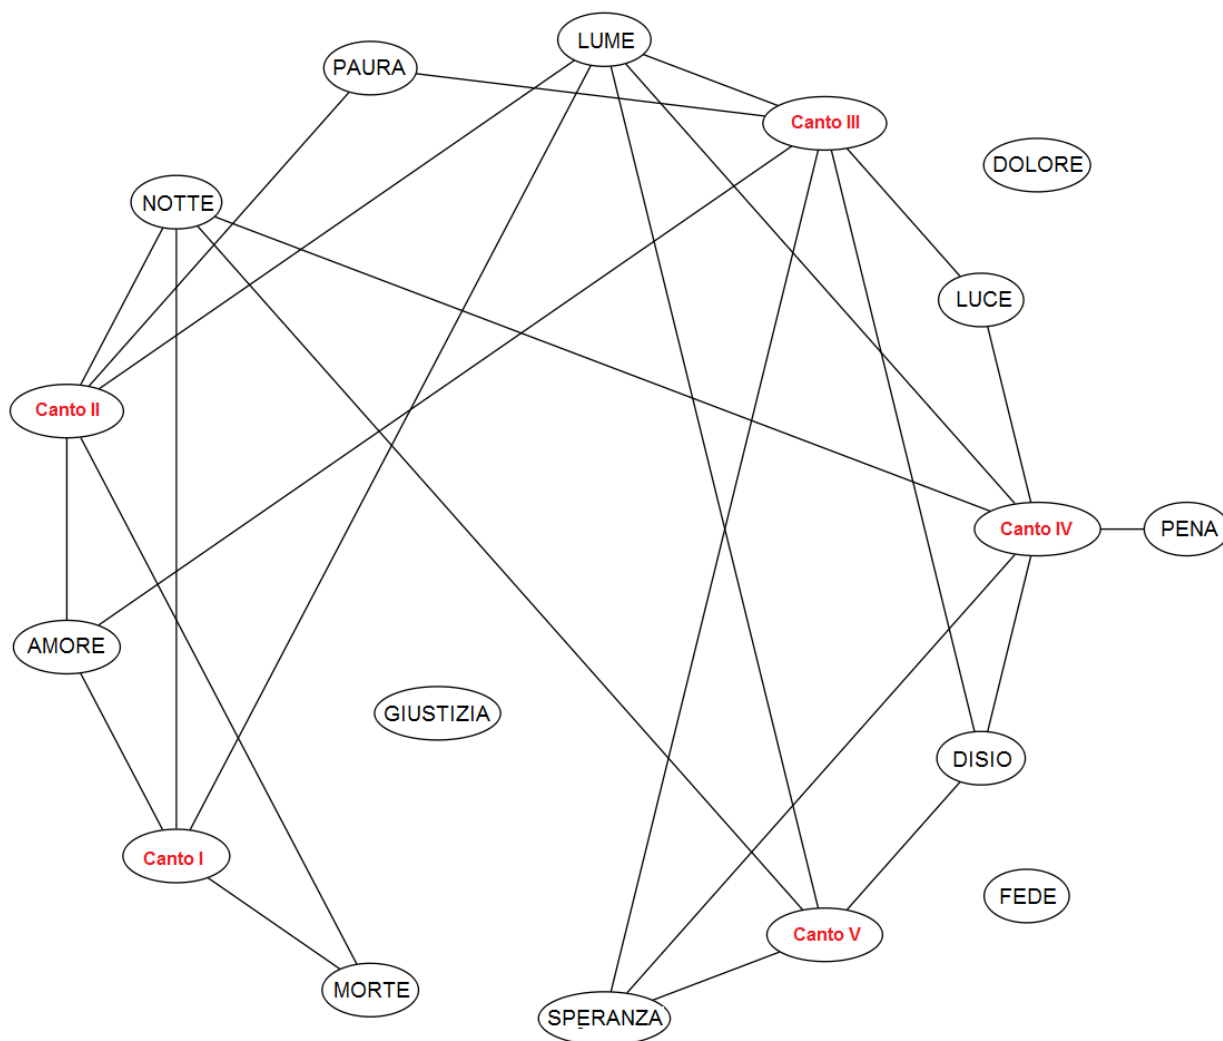 LUME
PAURA
Canto III
DOLORE
NOTTE
LUCE
Canto II
Canto IV
PENA
AMORE
GIUSTIZIA
DISIO
Canto I
FEDE
Canto V
MORTE
SPERANZA